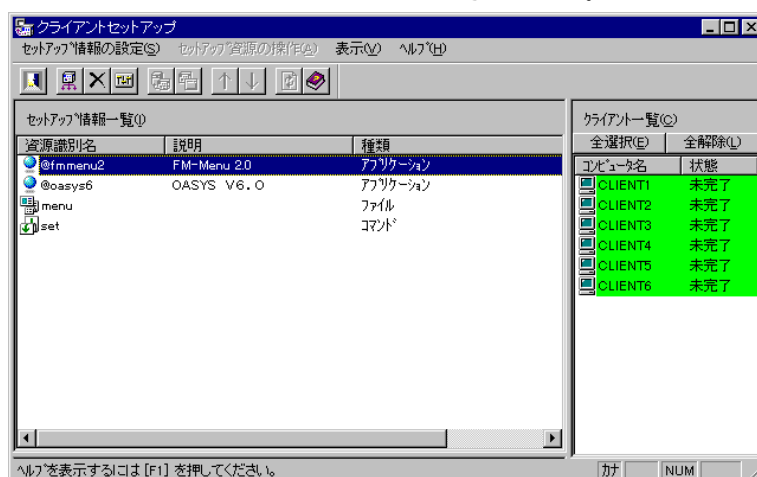 クライアントセットアップ
セットアップ情報の設定(S) セットアップ資源の操作(A) 表示(V) ヘルプ(H)
セットアップ情報一覧(I)
資源識別名 説明 種類
@fmmenu2 FM-Menu 2.0 アプリケーション
@oasys6 OASYS V6.0 アプリケーション
menu ファイル
set コマンド
クライアント一覧(C)
全選択(E) 全解除(L)
コンピュータ名 状態
CLIENT1 未完了
CLIENT2 未完了
CLIENT3 未完了
CLIENT4 未完了
CLIENT5 未完了
CLIENT6 未完了
ヘルプを表示するには [F1] を押してください。 カナ NUM